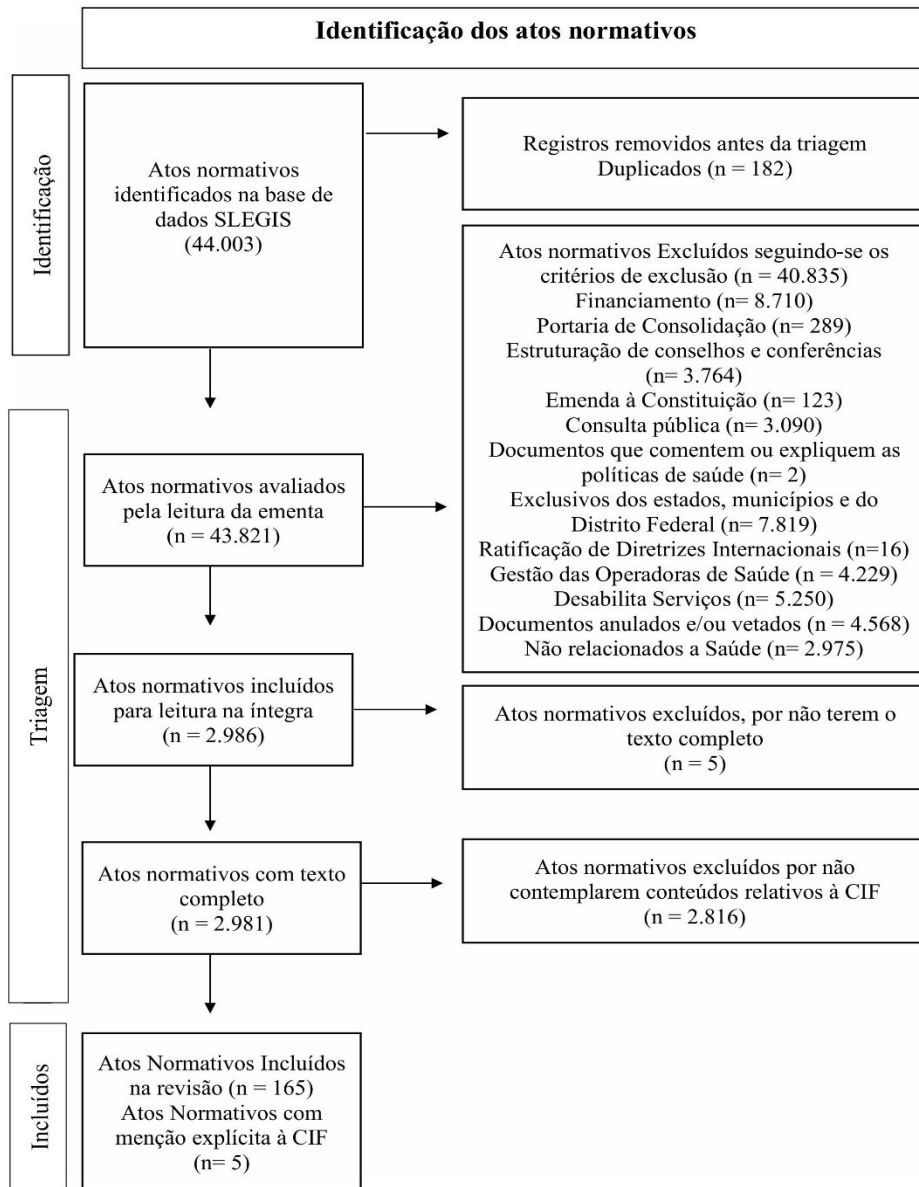 Identificação dos atos normativos
Identificação
Atos normativos
identificados na base de
dados SLEGIS
(44.003)
Registros removidos antes da triagem
Duplicados (n = 182)
Atos normativos Excluídos seguindo-se os
critérios de exclusão (n = 40.835)
Financiamento (n= 8.710)
Portaria de Consolidação (n= 289)
Estruturação de conselhos e conferências
(n= 3.764)
Emenda à Constituição (n= 123)
Consulta pública (n= 3.090)
Documentos que comentem ou expliquem as
políticas de saúde (n= 2)
Exclusivos dos estados, municípios e do
Distrito Federal (n= 7.819)
Ratificação de Diretrizes Internacionais (n=16)
Gestão das Operadoras de Saúde (n = 4.229)
Desabilita Serviços (n= 5.250)
Documentos anulados e/ou vetados (n = 4.568)
Não relacionados a Saúde (n= 2.975)
Triagem
Atos normativos avaliados
pela leitura da ementa
(n = 43.821)
Atos normativos incluídos
para leitura na íntegra
(n = 2.986)
Atos normativos excluídos, por não terem o
texto completo
(n = 5)
Atos normativos com texto
completo
(n = 2.981)
Atos normativos excluídos por não
contemplarem conteúdos relativos à CIF
(n = 2.816)
Incluídos
Atos Normativos Incluídos
na revisão (n = 165)
Atos Normativos com
menção explícita à CIF
(n= 5)